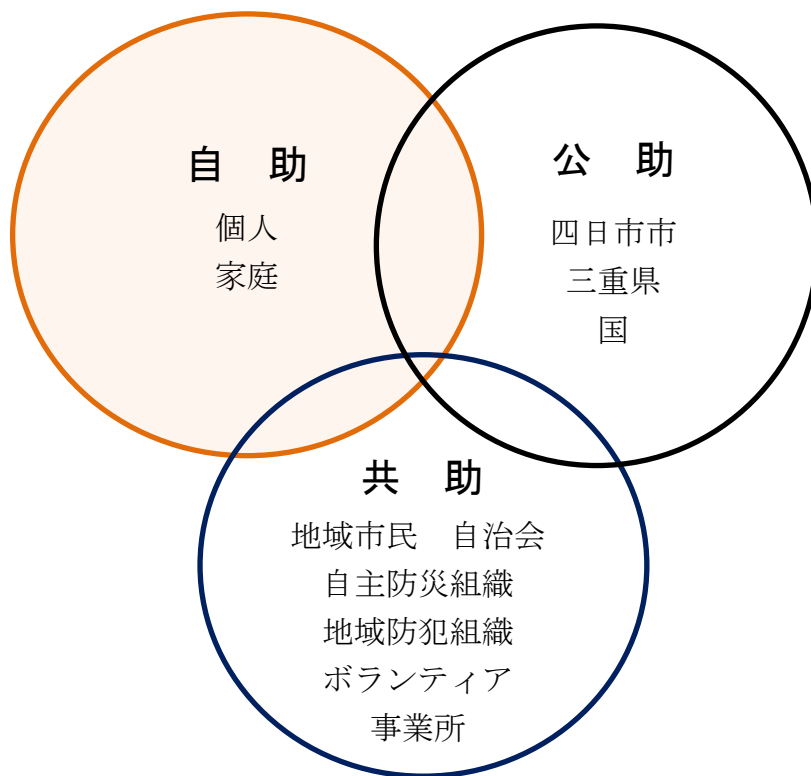 自　助
個人
家庭
公　助
四日市市
三重県
国
共　助
地域市民　自治会
自主防災組織
地域防犯組織
ボランティア
事業所